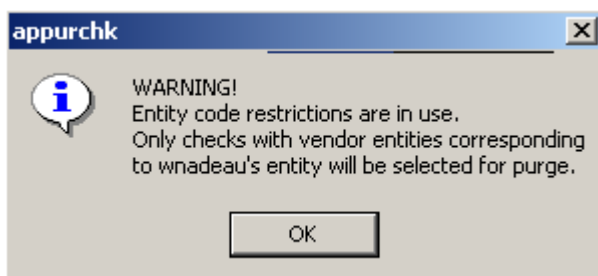 appurchk
WARNING!
Entity code restrictions are in use.
Only checks with vendor entities corresponding
to wnadeau's entity will be selected for purge.
OK